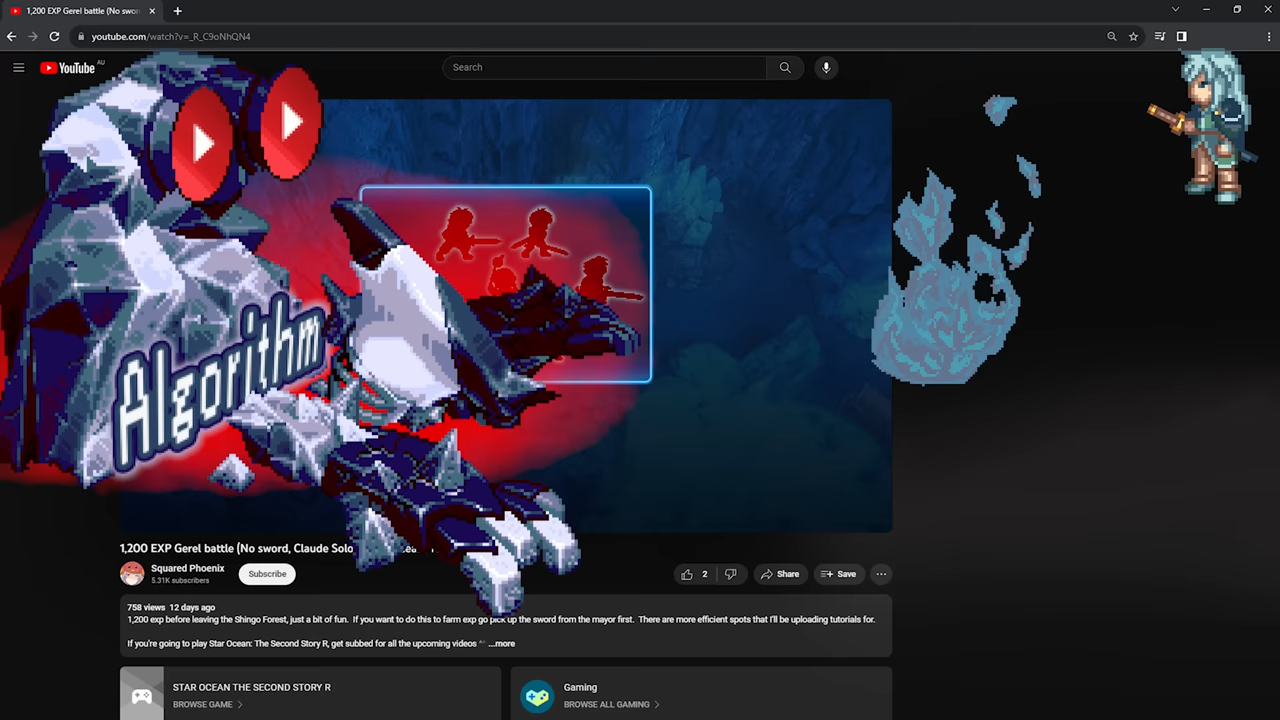 1,200 EXP Gerel battle (No swor
youtube.com/watch?v=_R_C9oNhQN4
YouTube AU
Search
Algorithm
1,200 EXP Gerel battle (No sword, Claude Solo
Squared Phoenix
5.31K subscribers
Subscribe
2
Share
Save
758 views 12 days ago
1,200 exp before leaving the Shingo Forest, just a bit of fun. If you want to do this to farm exp go pick up the sword from the mayor first. There are more efficient spots that I'll be uploading tutorials for.
If you're going to play Star Ocean: The Second Story R, get subbed for all the upcoming videos ^^ ...more
STAR OCEAN THE SECOND STORY R
BROWSE GAME
Gaming
BROWSE ALL GAMING